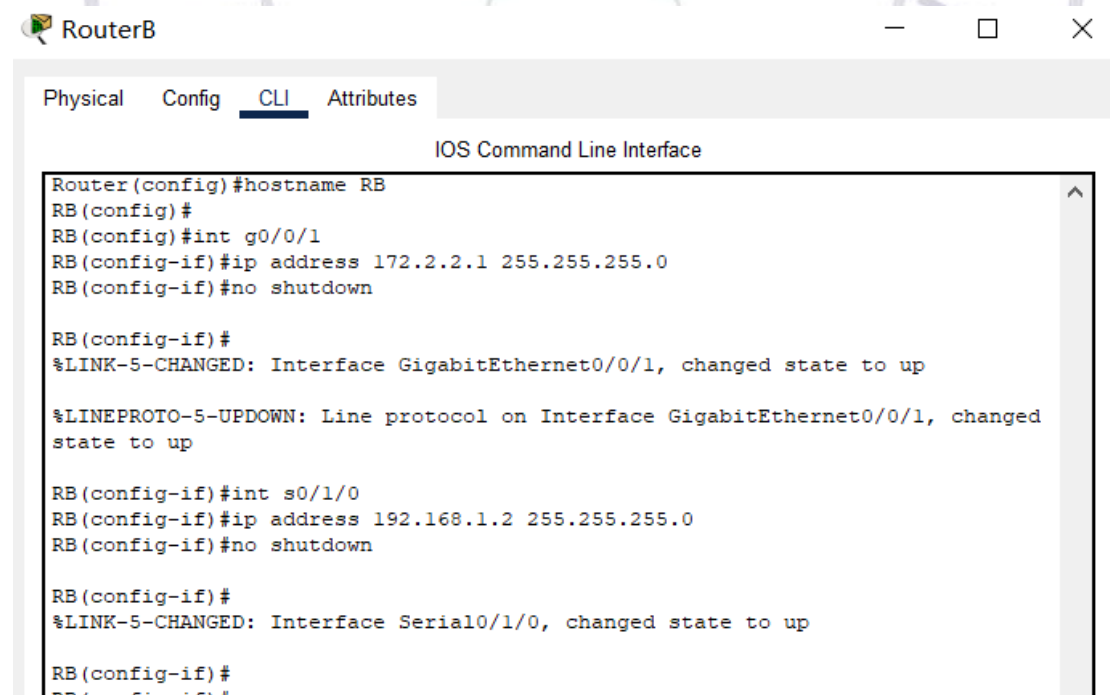 RouterB
Physical Config CLI Attributes
IOS Command Line Interface
Router(config)#hostname RB
RB(config)#
RB(config)#int g0/0/1
RB(config-if)#ip address 172.2.2.1 255.255.255.0
RB(config-if)#no shutdown
RB(config-if)#
%LINK-5-CHANGED: Interface GigabitEthernet0/0/1, changed state to up
%LINEPROTO-5-UPDOWN: Line protocol on Interface GigabitEthernet0/0/1, changed
state to up
RB(config-if)#int s0/1/0
RB(config-if)#ip address 192.168.1.2 255.255.255.0
RB(config-if)#no shutdown
RB(config-if)#
%LINK-5-CHANGED: Interface Serial0/1/0, changed state to up
RB(config-if)#